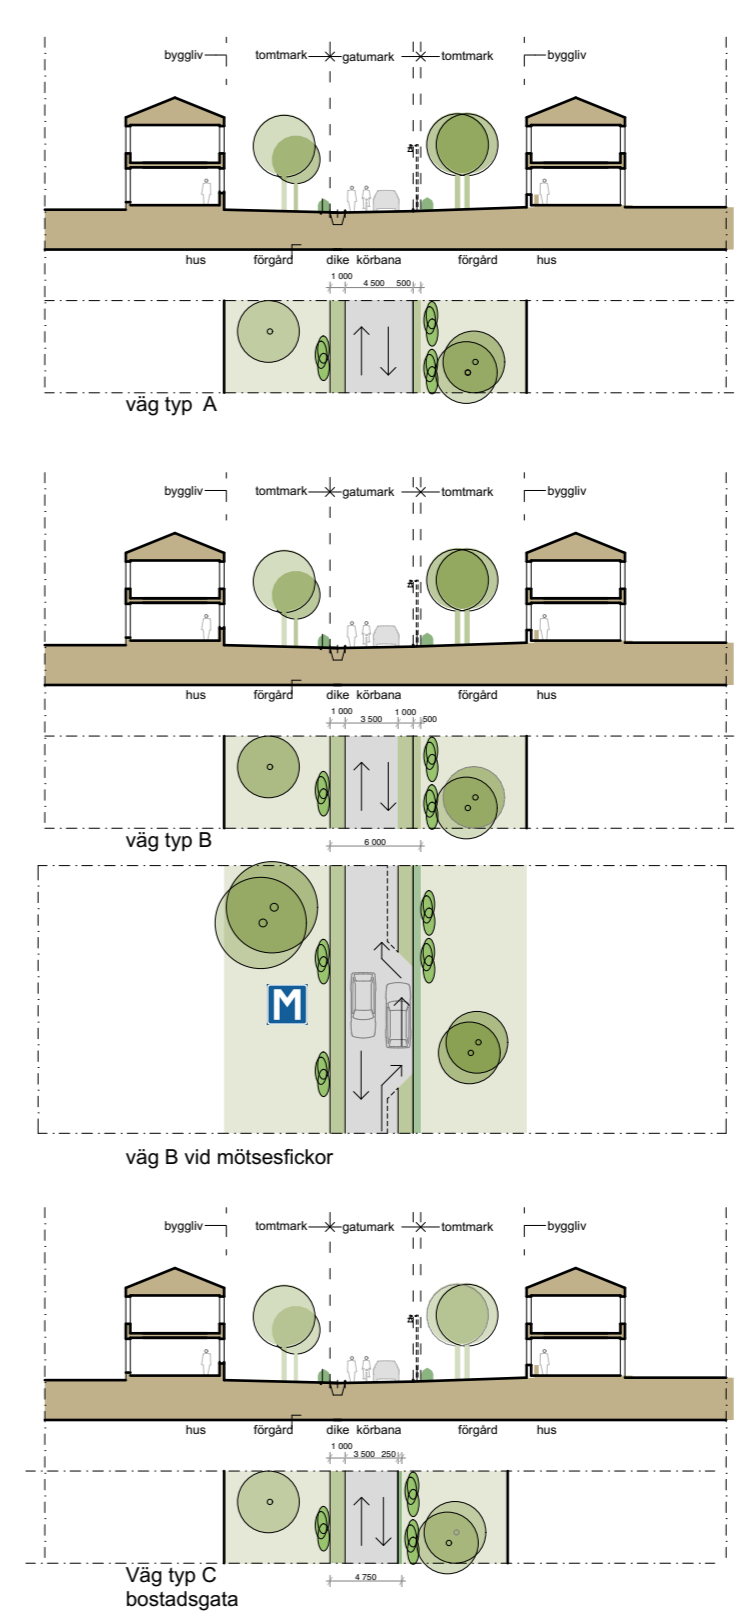 byggliv tomtmark gatumark tomtmark byggliv
hus förgård dike körbana förgård hus
1 000 4 500 500
väg typ A
byggliv tomtmark gatumark tomtmark byggliv
hus förgård dike körbana förgård hus
1 000 3 500 1 000 500
väg typ B
6 000
M
väg B vid mötsesfickor
byggliv tomtmark gatumark tomtmark byggliv
hus förgård dike körbana förgård hus
1 000 3 500 250
4 750
Väg typ C
bostadsgata